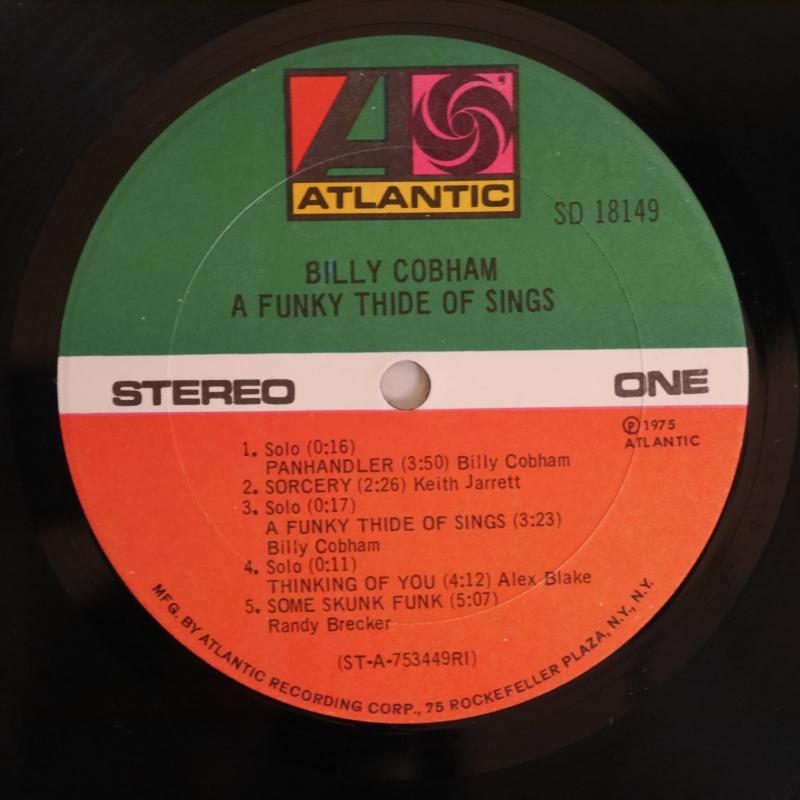 ATLANTIC
SD 18149
BILLY COBHAM
A FUNKY THIDE OF SINGS
STEREO
ONE
℗ 1975
ATLANTIC
1. Solo (0:16)
PANHANDLER (3:50) Billy Cobham
2. SORCERY (2:26) Keith Jarrett
3. Solo (0:17)
A FUNKY THIDE OF SINGS (3:23)
Billy Cobham
4. Solo (0:11)
THINKING OF YOU (4:12) Alex Blake
5. SOME SKUNK FUNK (5:07)
Randy Brecker
(ST-A-753449RI)
MFG. BY ATLANTIC RECORDING CORP., 75 ROCKEFELLER PLAZA, N.Y., N.Y.